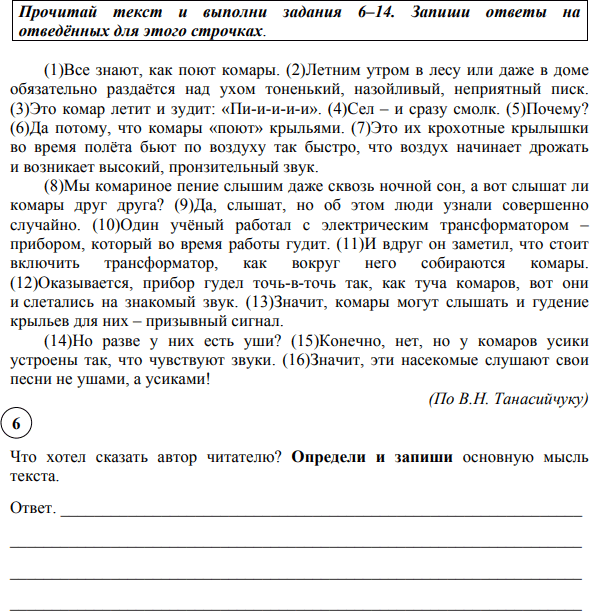 Прочитай текст и выполни задания 6–14. Запиши ответы на
отведённых для этого строчках.
(1)Все знают, как поют комары. (2)Летним утром в лесу или даже в доме
обязательно раздаётся над ухом тоненький, назойливый, неприятный писк.
(3)Это комар летит и зудит: «Пи-и-и-и-и». (4)Сел – и сразу смолк. (5)Почему?
(6)Да потому, что комары «поют» крыльями. (7)Это их крохотные крылышки
во время полёта бьют по воздуху так быстро, что воздух начинает дрожать
и возникает высокий, пронзительный звук.
(8)Мы комариное пение слышим даже сквозь ночной сон, а вот слышат ли
комары друг друга? (9)Да, слышат, но об этом люди узнали совершенно
случайно. (10)Один учёный работал с электрическим трансформатором –
прибором, который во время работы гудит. (11)И вдруг он заметил, что стоит
включить трансформатор, как вокруг него собираются комары.
(12)Оказывается, прибор гудел точь-в-точь так, как туча комаров, вот они
и слетались на знакомый звук. (13)Значит, комары могут слышать и гудение
крыльев для них – призывный сигнал.
(14)Но разве у них есть уши? (15)Конечно, нет, но у комаров усики
устроены так, что чувствуют звуки. (16)Значит, эти насекомые слушают свои
песни не ушами, а усиками!
(По В.Н. Танасийчуку)
6
Что хотел сказать автор читателю? Определи и запиши основную мысль
текста.
Ответ.